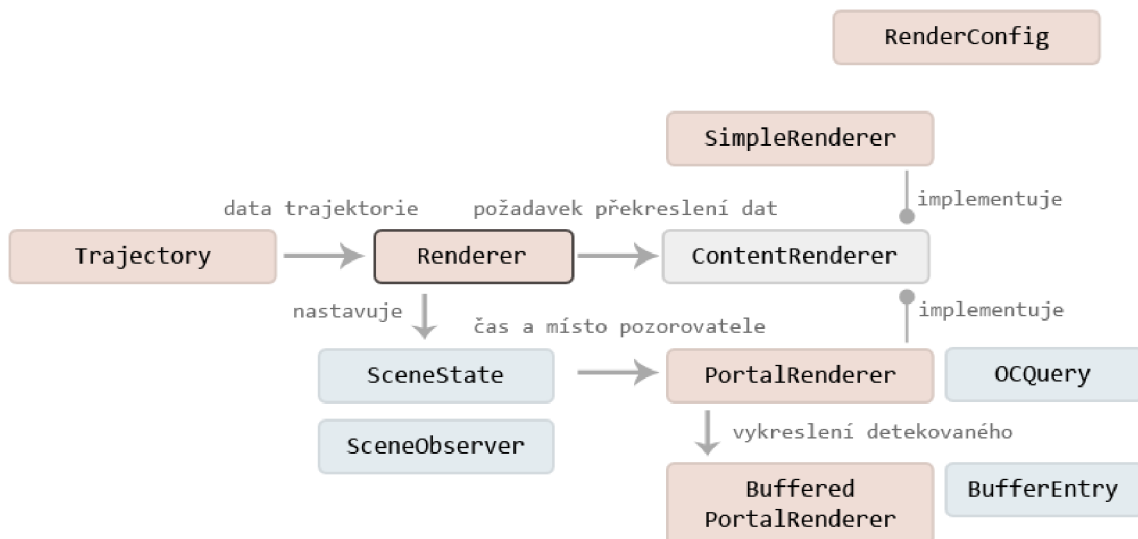 RenderConfig
SimpleRenderer
implementuje
data trajektorie
požadavek překreslení dat
Trajectory
Renderer
ContentRenderer
nastavuje
implementuje
čas a místo pozorovatele
SceneState
PortalRenderer
OCQuery
SceneObserver
vykreslení detekovaného
Buffered
PortalRenderer
BufferEntry